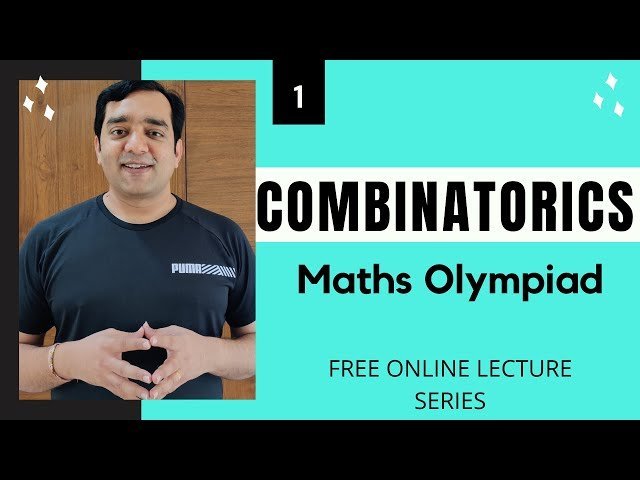 1
COMBINATORICS
Maths Olympiad
FREE ONLINE LECTURE
SERIES
PUMA